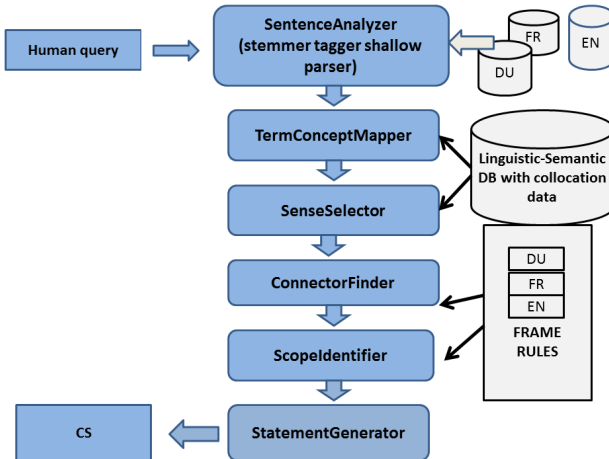 Human query
SentenceAnalyzer
(stemmer tagger shallow
parser)
FR
EN
DU
TermConceptMapper
Linguistic-Semantic
DB with collocation
data
SenseSelector
DU
FR
EN
FRAME
RULES
ConnectorFinder
ScopeIdentifier
CS
StatementGenerator